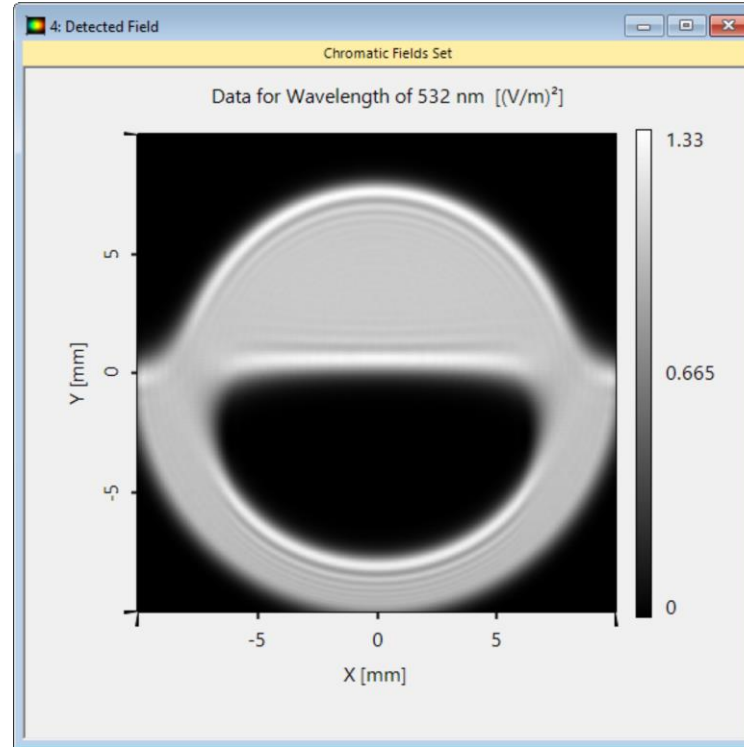 4: Detected Field
Chromatic Fields Set
Data for Wavelength of 532 nm  [(V/m)²]
1.33
0.665
0
5
0
-5
Y [mm]
-5
0
5
X [mm]